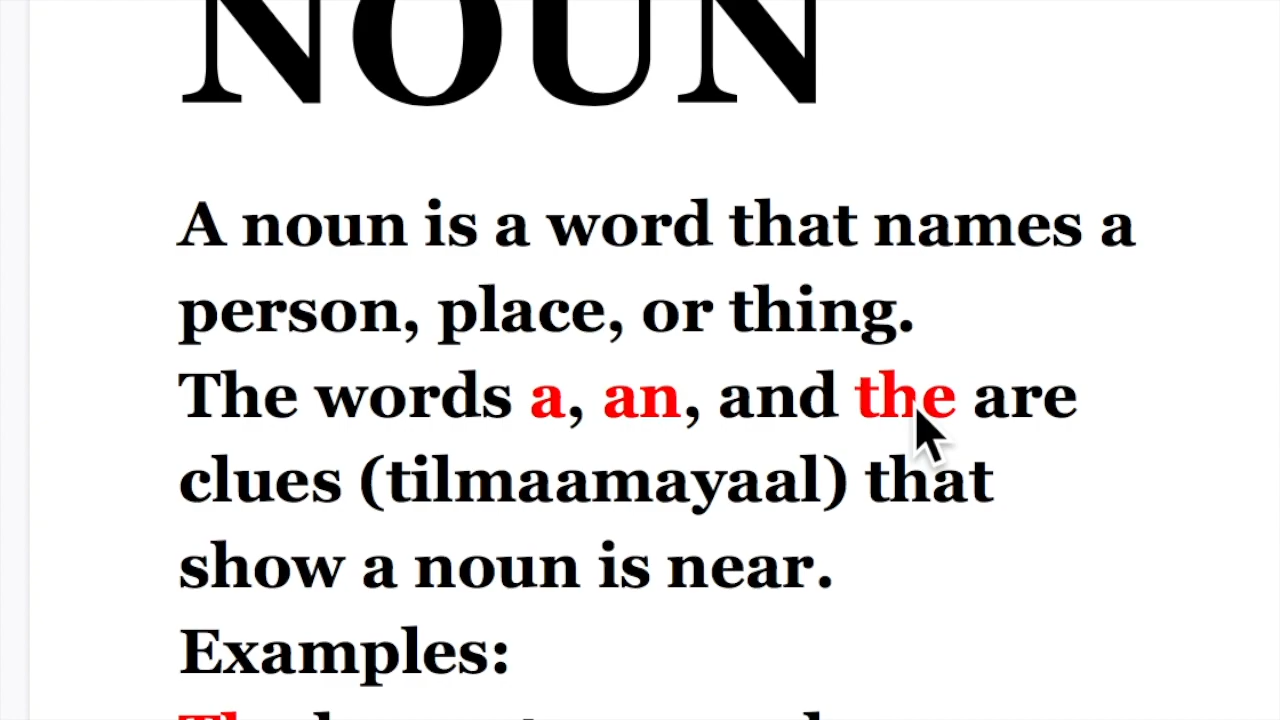 NOUN
A noun is a word that names a
person, place, or thing.
The words a, an, and the are
clues (tilmaamayaal) that
show a noun is near.
Examples: